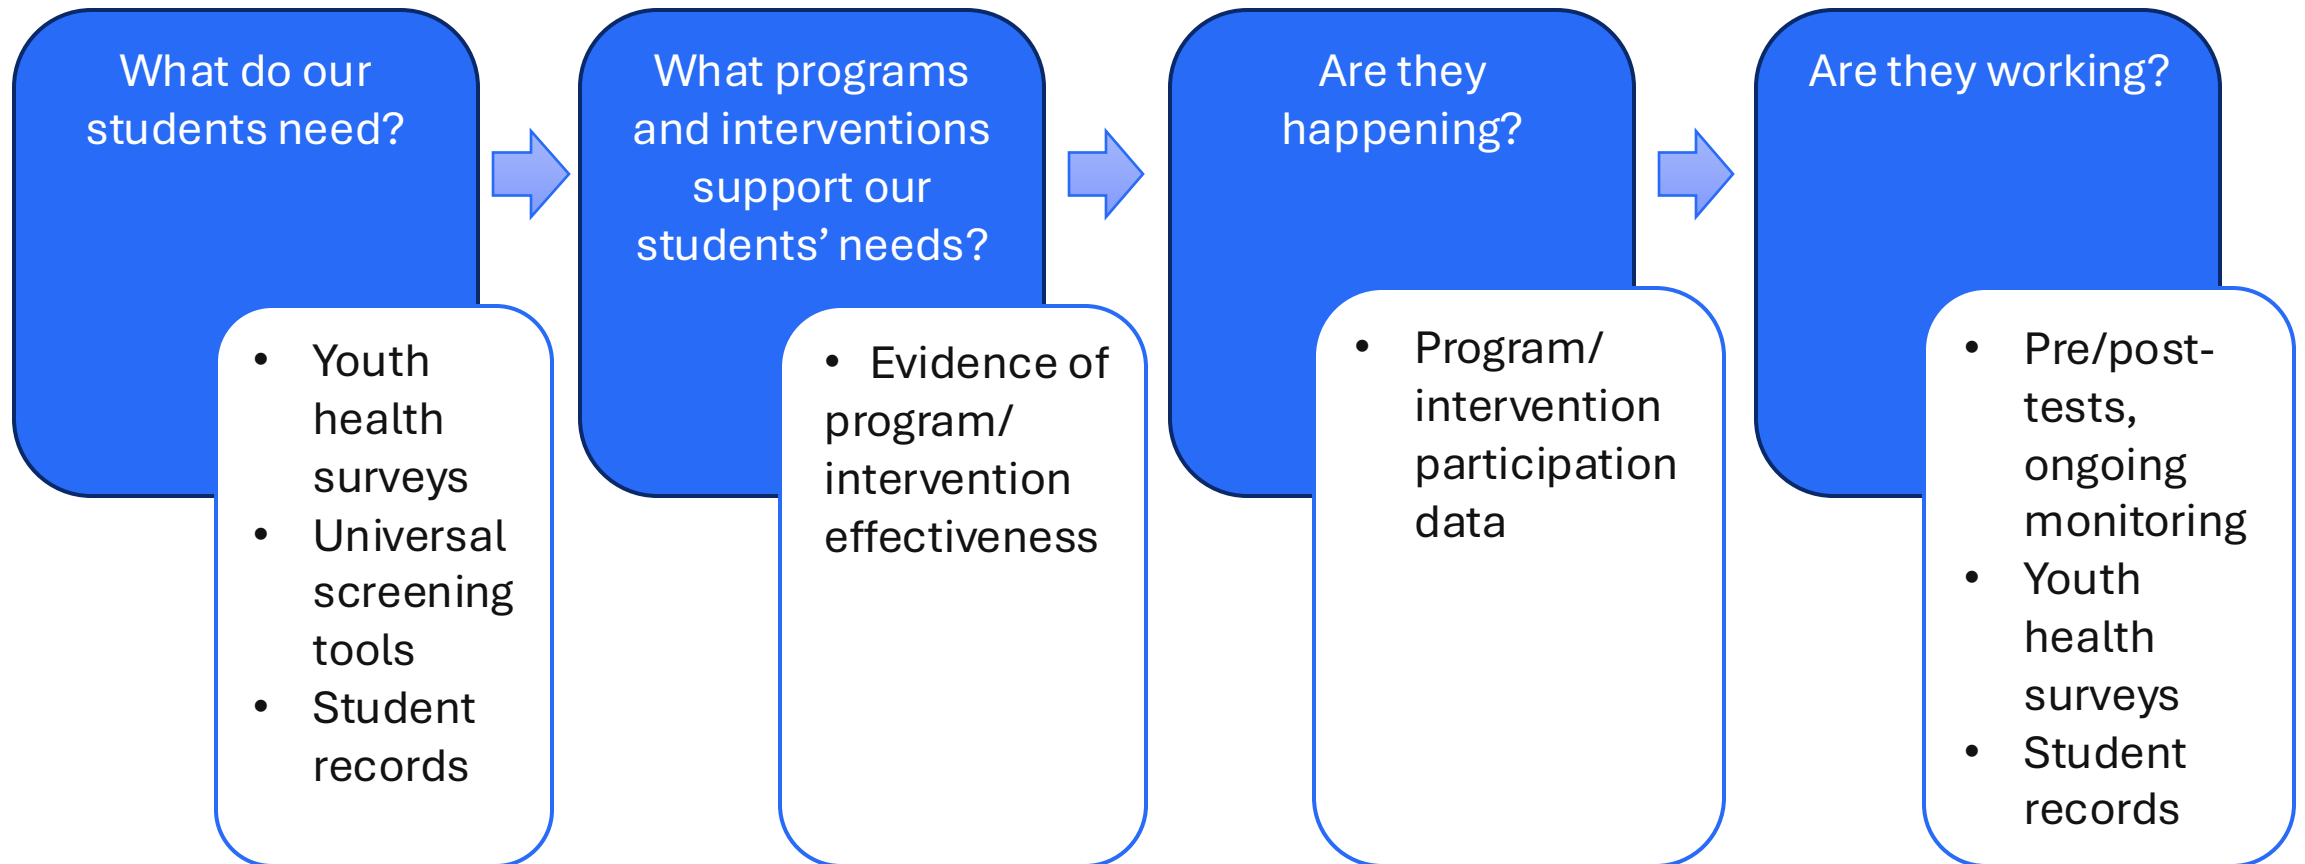 What do our
students need?
• Youth
health
surveys
• Universal
screening
tools
• Student
records
What programs
and interventions
support our
students’ needs?
• Evidence of
program/
intervention
effectiveness
Are they
happening?
• Program/
intervention
participation
data
Are they working?
• Pre/post-
tests,
ongoing
monitoring
• Youth
health
surveys
• Student
records